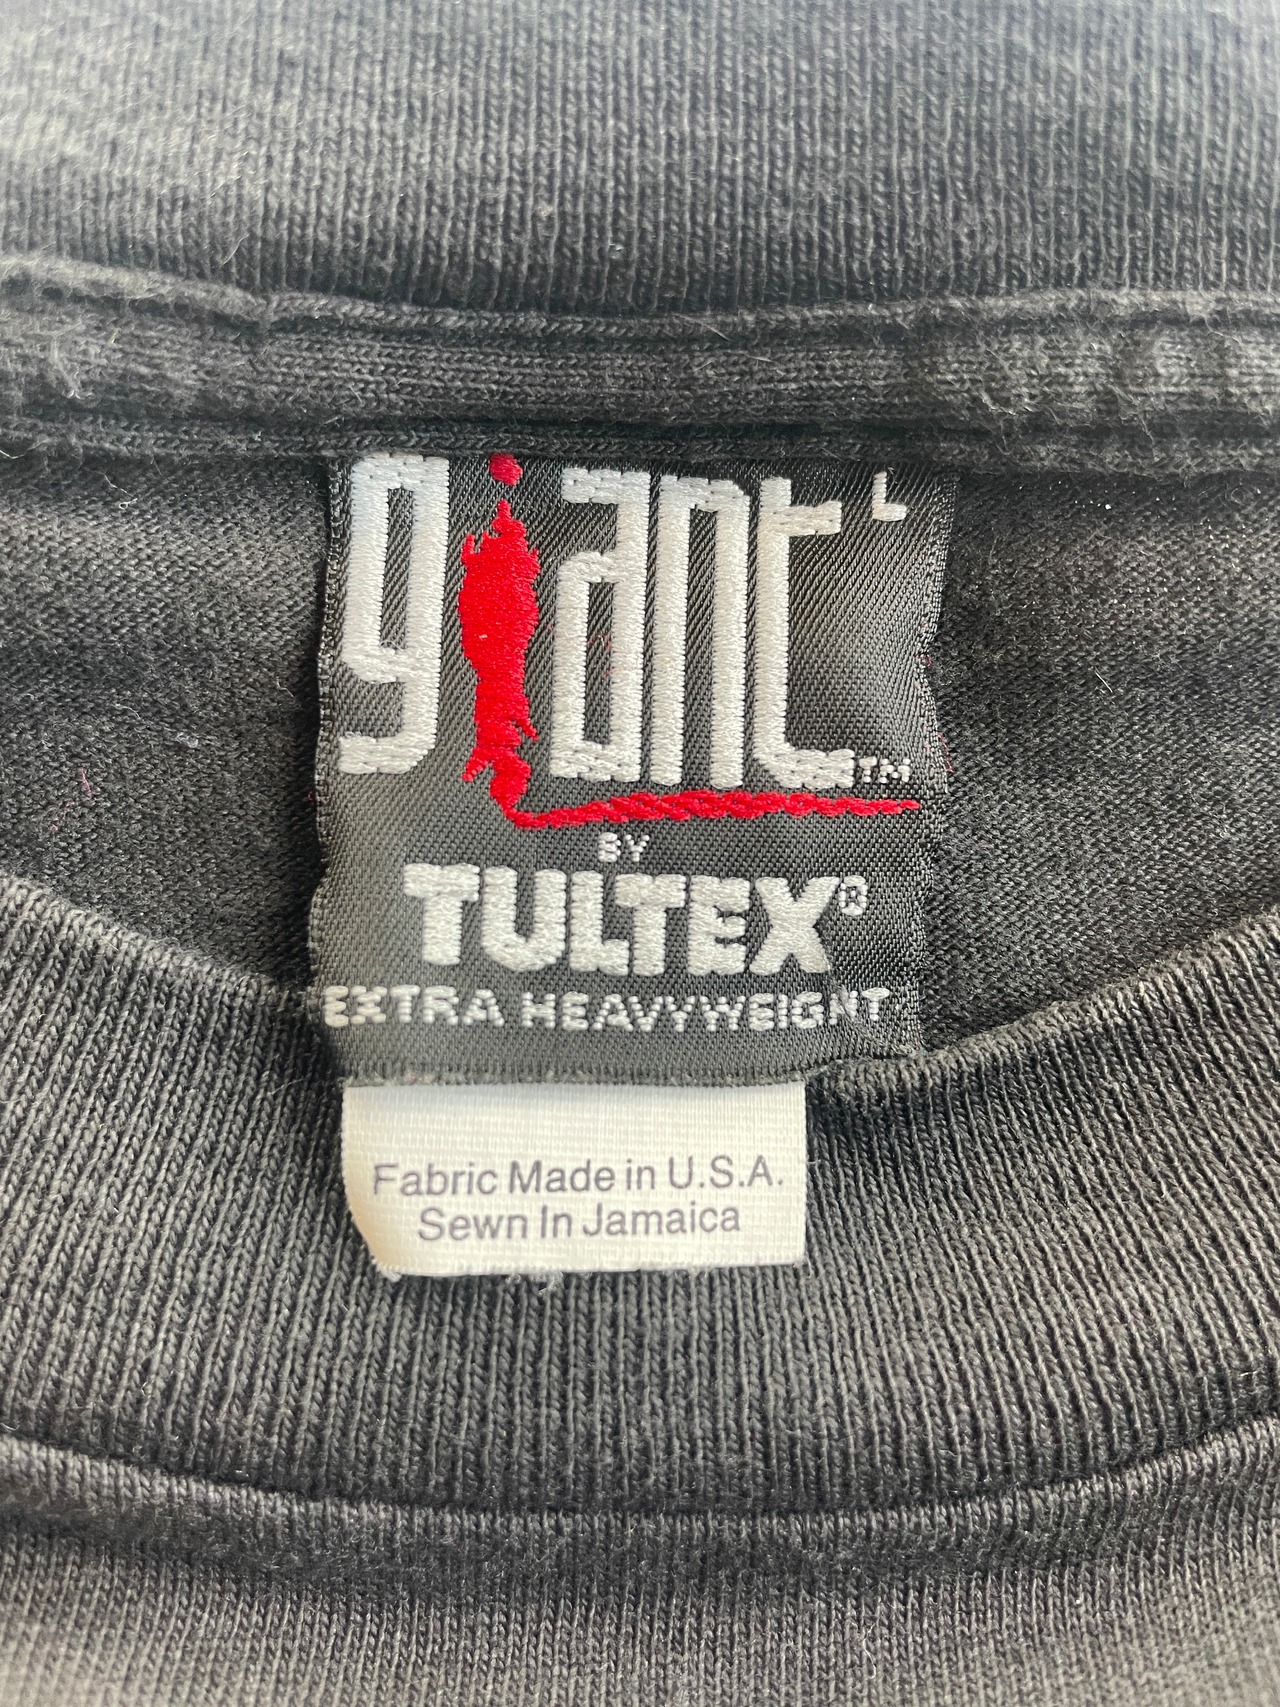 giant L
TM
BY
TULTEX®
EXTRA HEAVYWEIGHT
Fabric Made in U.S.A.
Sewn In Jamaica